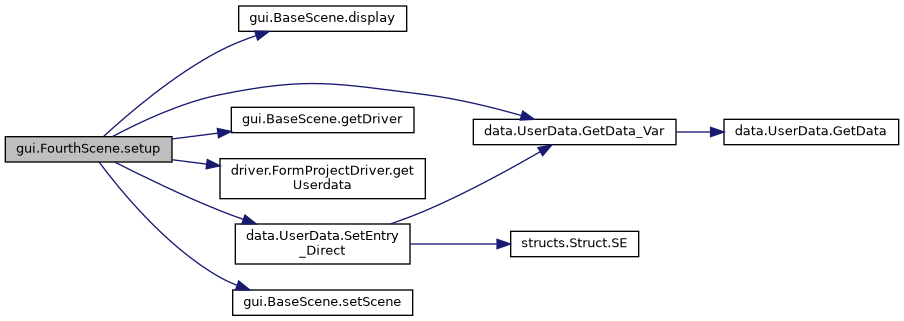 gui.BaseScene.display
gui.BaseScene.getDriver
data.UserData.GetData_Var
data.UserData.GetData
gui.FourthScene.setup
driver.FormProjectDriver.get
Userdata
data.UserData.SetEntry
_Direct
structs.Struct.SE
gui.BaseScene.setScene